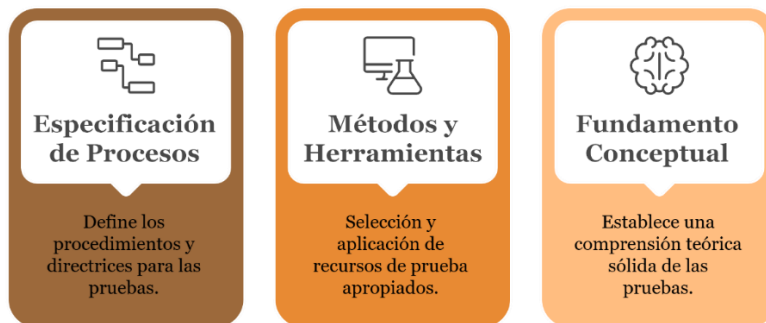 Especificación
de Procesos
Define los
procedimientos y
directrices para las
pruebas.
Métodos y
Herramientas
Selección y
aplicación de
recursos de prueba
apropiados.
Fundamento
Conceptual
Establece una
comprensión teórica
sólida de las
pruebas.